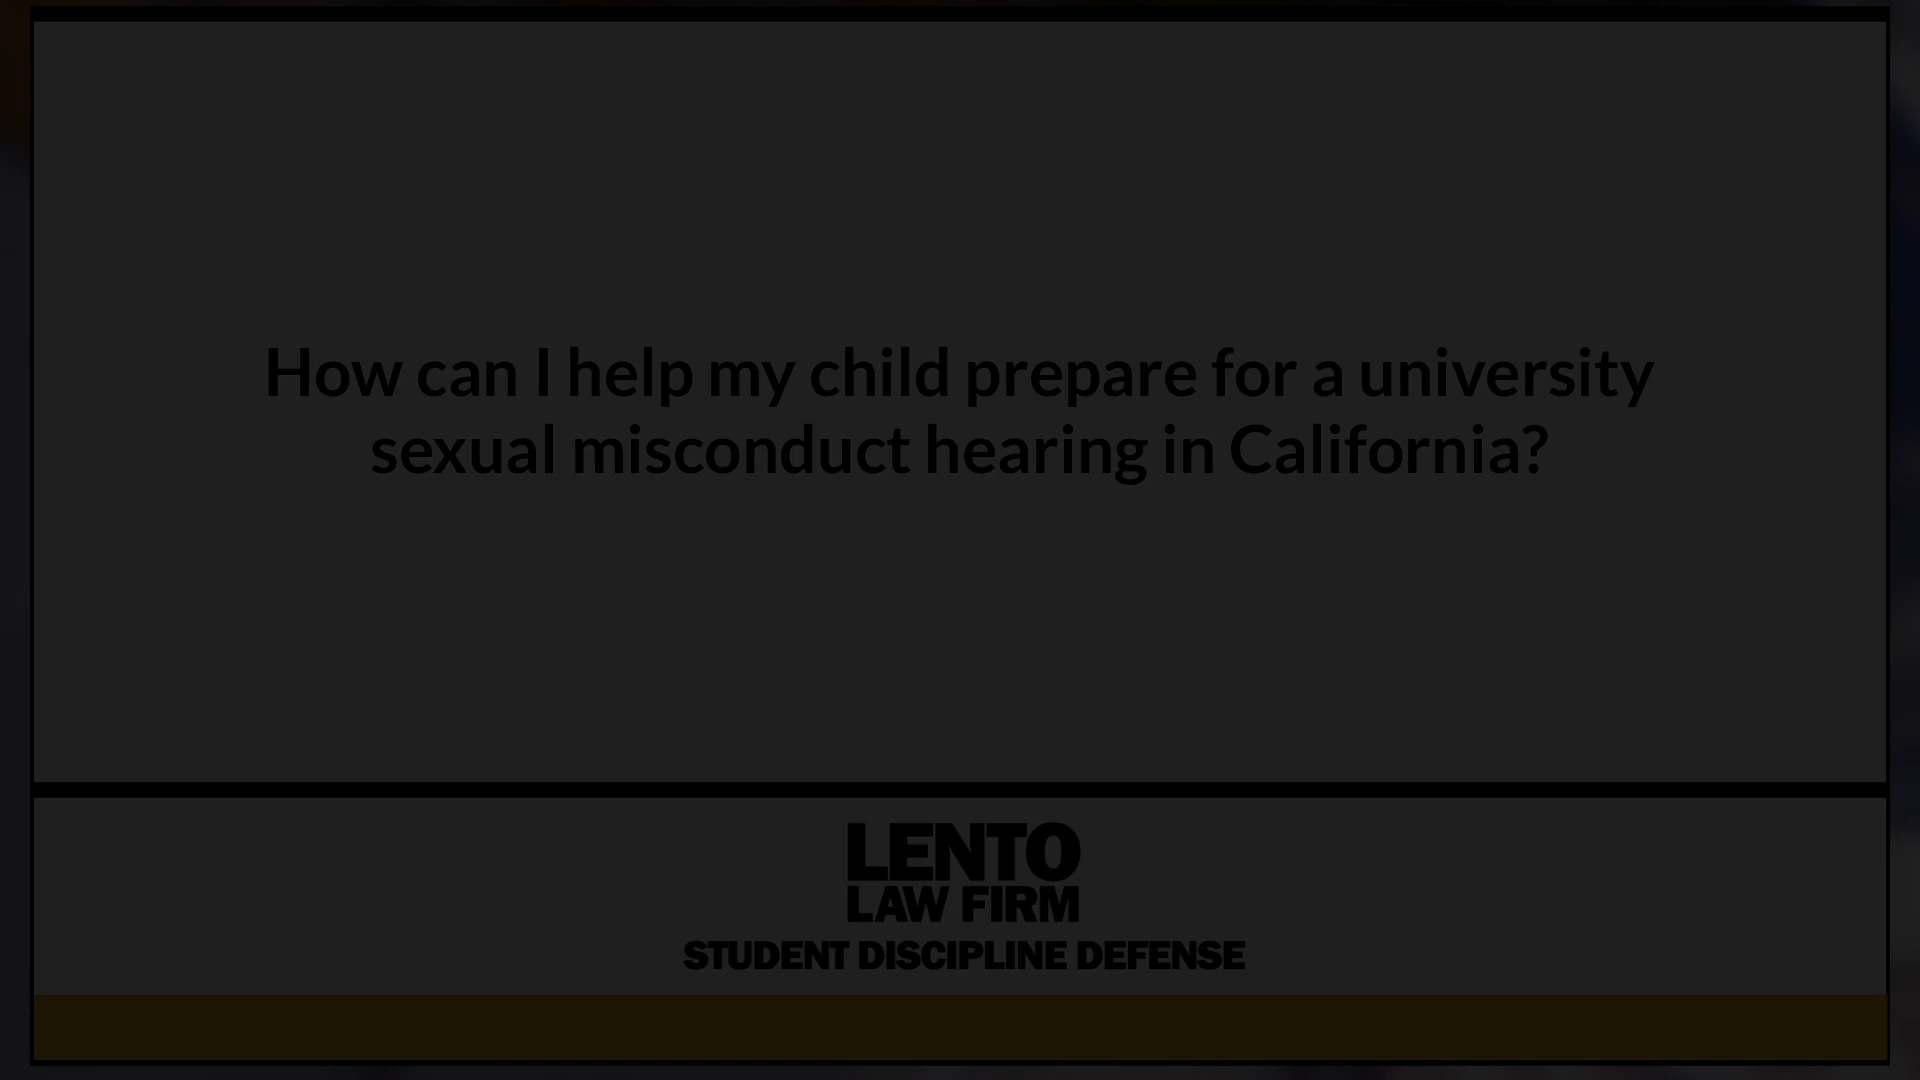 How can I help my child prepare for a university
sexual misconduct hearing in California?
LENTO
LAW FIRM
STUDENT DISCIPLINE DEFENSE